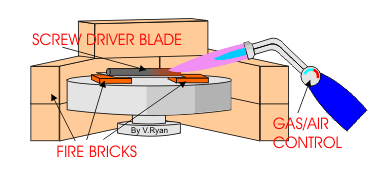 SCREW DRIVER BLADE
GAS/AIR
CONTROL
By V.Ryan
FIRE BRICKS